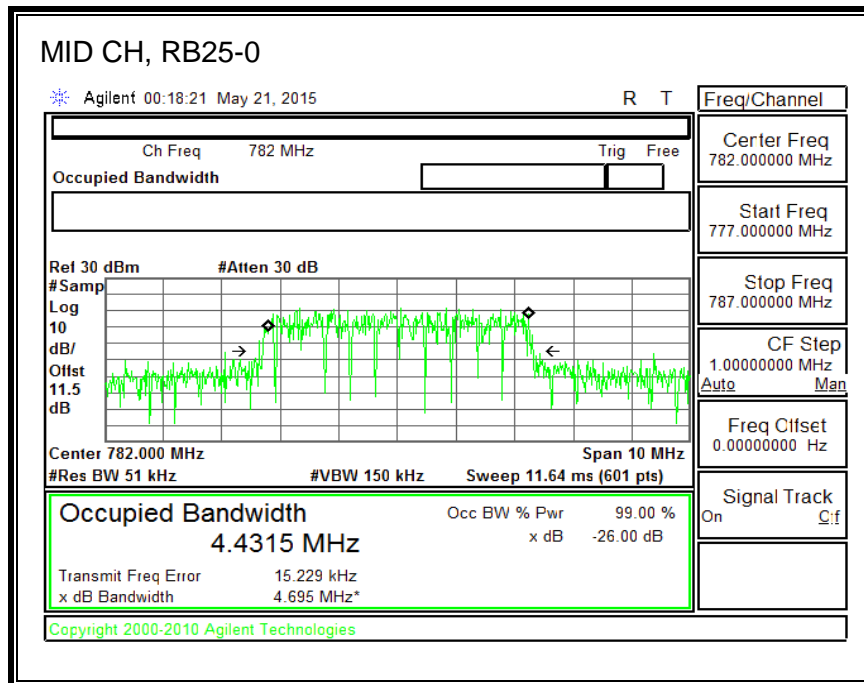 MID CH, RB25-0
Agilent 00:18:21 May 21, 2015 R T
Ch Freq 782 MHz Trig Free
Occupied Bandwidth
Ref 30 dBm #Atten 30 dB
#Samp
Log
10
dB/
Offst
11.5
dB
Center 782.000 MHz Span 10 MHz
#Res BW 51 kHz #VBW 150 kHz Sweep 11.64 ms (601 pts)
Occupied Bandwidth Occ BW % Pwr 99.00 %
4.4315 MHz x dB -26.00 dB
Transmit Freq Error 15.229 kHz
x dB Bandwidth 4.695 MHz*
Copyright 2000-2010 Agilent Technologies
Freq/Channel
Center Freq
782.000000 MHz
Start Freq
777.000000 MHz
Stop Freq
787.000000 MHz
CF Step
1.00000000 MHz
Auto Man
Freq Offset
0.00000000 Hz
Signal Track
On Off